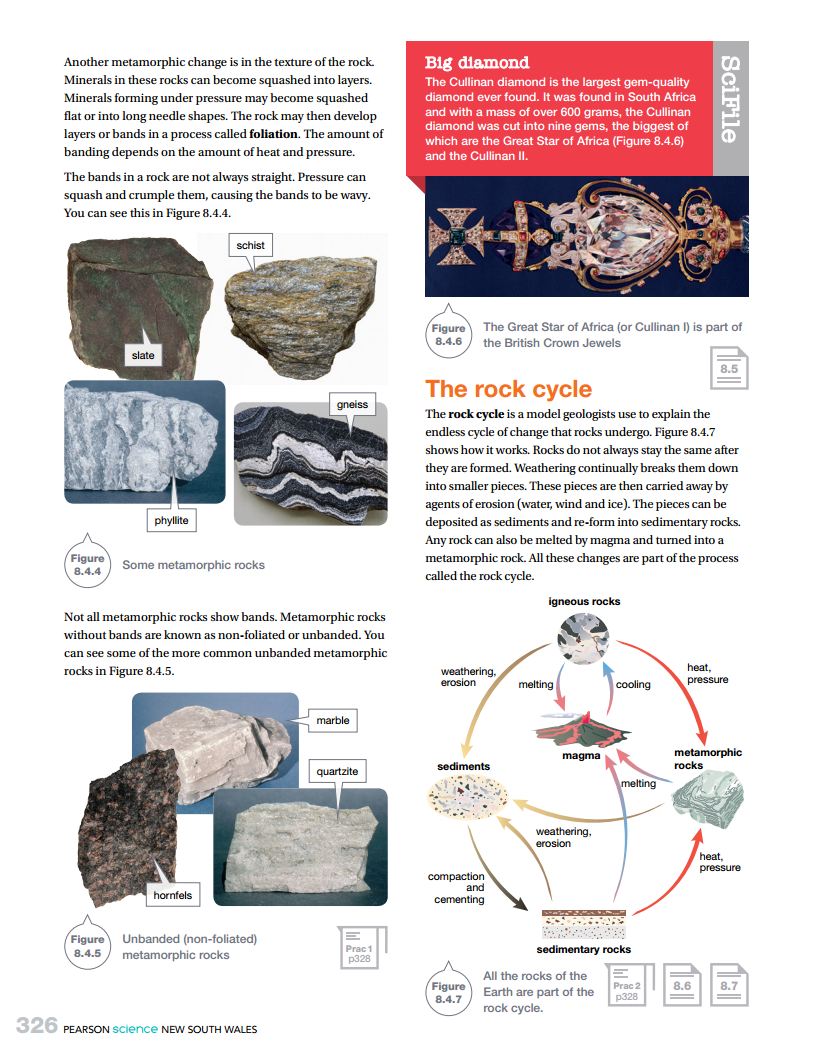 Another metamorphic change is in the texture of the rock.
Minerals in these rocks can become squashed into layers.
Minerals forming under pressure may become squashed
flat or into long needle shapes. The rock may then develop
layers or bands in a process called foliation. The amount of
banding depends on the amount of heat and pressure.
The bands in a rock are not always straight. Pressure can
squash and crumple them, causing the bands to be wavy.
You can see this in Figure 8.4.4.
schist
slate
gneiss
phyllite
Figure
8.4.4
Some metamorphic rocks
Not all metamorphic rocks show bands. Metamorphic rocks
without bands are known as non-foliated or unbanded. You
can see some of the more common unbanded metamorphic
rocks in Figure 8.4.5.
marble
quartzite
hornfels
Figure
8.4.5
Unbanded (non-foliated)
metamorphic rocks
Prac 1
p328
Big diamond
The Cullinan diamond is the largest gem-quality
diamond ever found. It was found in South Africa
and with a mass of over 600 grams, the Cullinan
diamond was cut into nine gems, the biggest of
which are the Great Star of Africa (Figure 8.4.6)
and the Cullinan II.
SciFile
Figure
8.4.6
The Great Star of Africa (or Cullinan I) is part of
the British Crown Jewels
8.5
The rock cycle
The rock cycle is a model geologists use to explain the
endless cycle of change that rocks undergo. Figure 8.4.7
shows how it works. Rocks do not always stay the same after
they are formed. Weathering continually breaks them down
into smaller pieces. These pieces are then carried away by
agents of erosion (water, wind and ice). The pieces can be
deposited as sediments and re-form into sedimentary rocks.
Any rock can also be melted by magma and turned into a
metamorphic rock. All these changes are part of the process
called the rock cycle.
igneous rocks
weathering,
erosion
melting
cooling
heat,
pressure
magma
metamorphic
rocks
sediments
melting
weathering,
erosion
heat,
pressure
compaction
and
cementing
sedimentary rocks
Figure
8.4.7
All the rocks of the
Earth are part of the
rock cycle.
Prac 2
p328
8.6
8.7
326 PEARSON science NEW SOUTH WALES